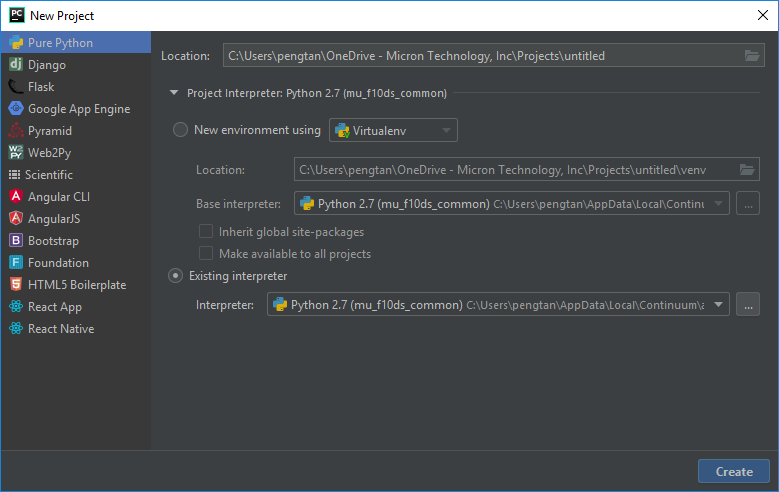 PC
New Project
Pure Python
Django
Flask
Google App Engine
Pyramid
Web2Py
Scientific
Angular CLI
AngularJS
Bootstrap
Foundation
HTML5 Boilerplate
React App
React Native
Location: C:\Users\pengtan\OneDrive - Micron Technology, Inc\Projects\untitled
Project Interpreter: Python 2.7 (mu_f10ds_common)
New environment using Virtualenv
Location: C:\Users\pengtan\OneDrive - Micron Technology, Inc\Projects\untitled\venv
Base interpreter: Python 2.7 (mu_f10ds_common) C:\Users\pengtan\AppData\Local\Continu ...
Inherit global site-packages
Make available to all projects
Existing interpreter
Interpreter: Python 2.7 (mu_f10ds_common) C:\Users\pengtan\AppData\Local\Continuum\a ...
Create